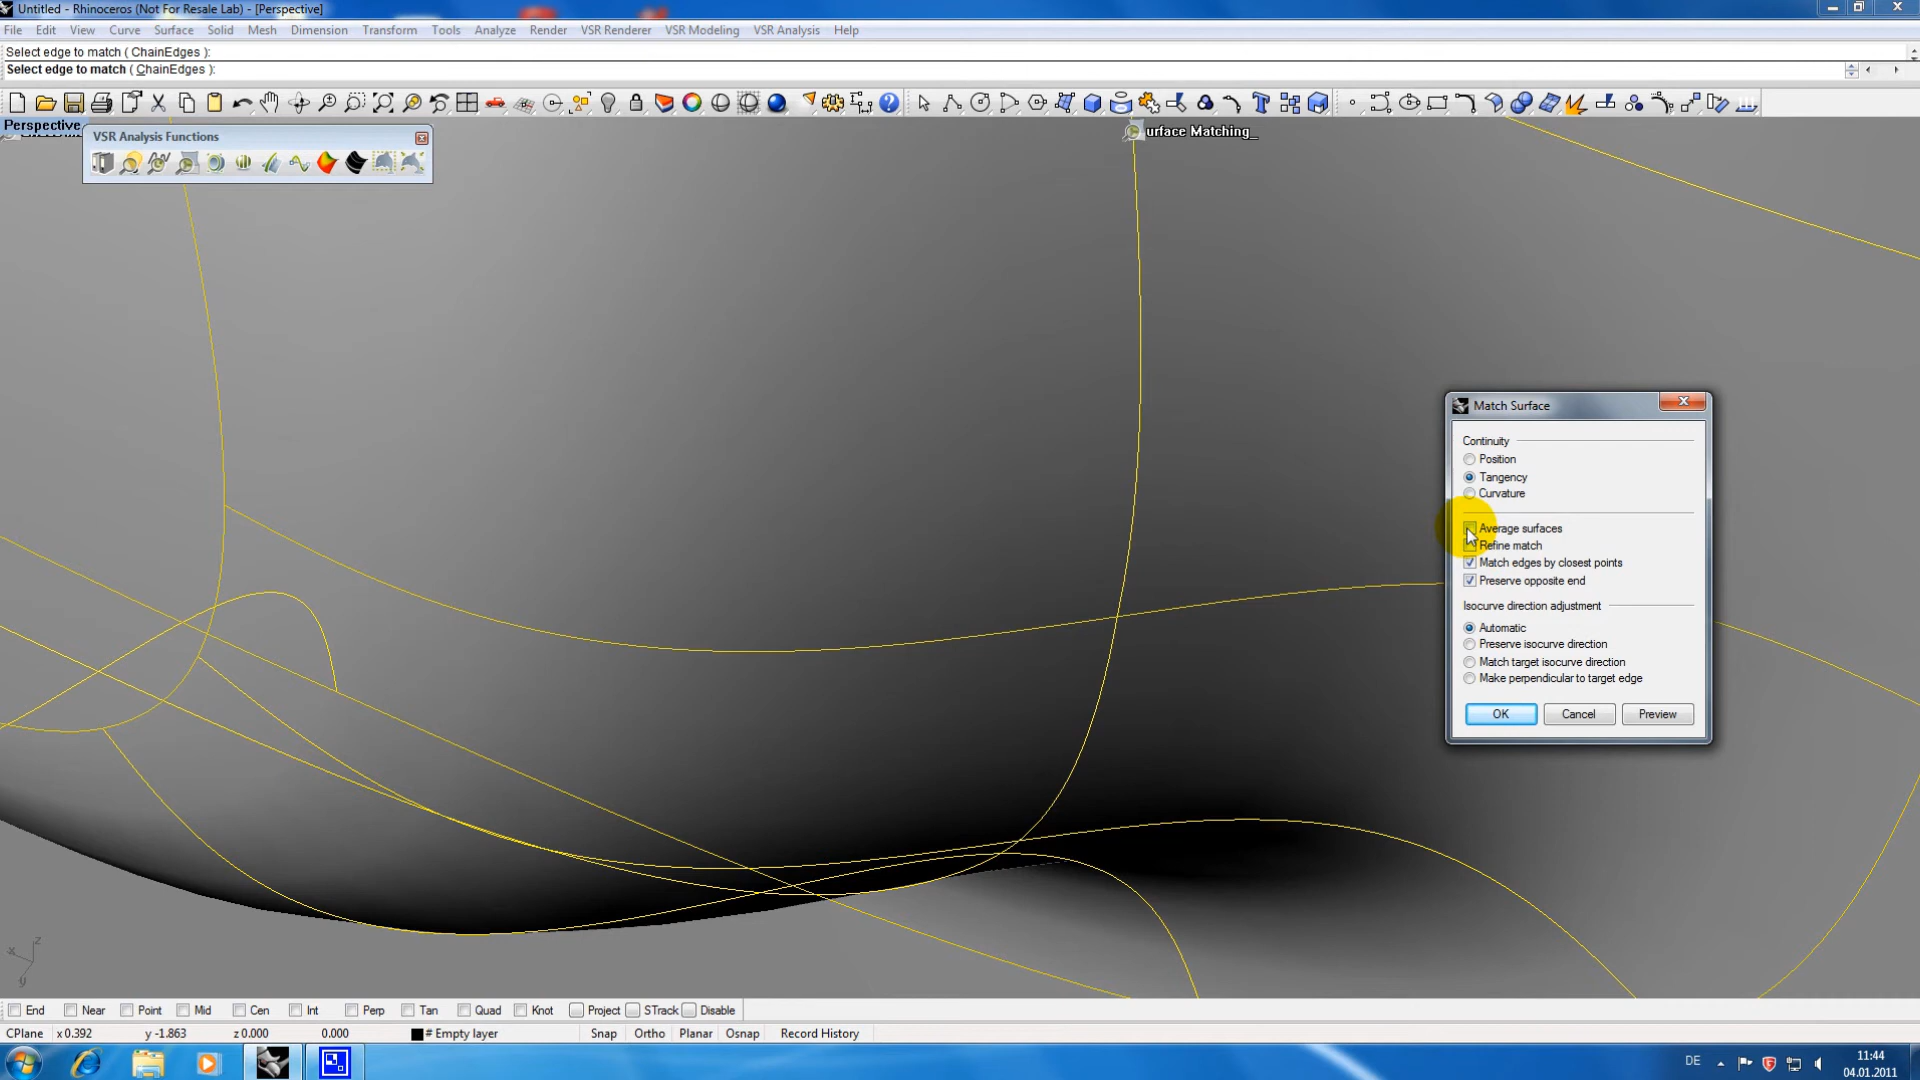 Untitled - Rhinoceros (Not For Resale Lab) - [Perspective]
File Edit View Curve Surface Solid Mesh Dimension Transform Tools Analyze Render VSR Renderer VSR Modeling VSR Analysis Help
Select edge to match ( ChainEdges ):
Select edge to match ( ChainEdges ):
Perspective
VSR Analysis Functions
urface Matching_
Match Surface
Continuity
Position
Tangency
Curvature
Average surfaces
Refine match
Match edges by closest points
Preserve opposite end
Isocurve direction adjustment
Automatic
Preserve isocurve direction
Match target isocurve direction
Make perpendicular to target edge
OK Cancel Preview
z
x
y
End Near Point Mid Cen Int Perp Tan Quad Knot Project STrack Disable
CPlane x 0.392 y -1.863 z 0.000 0.000 # Empty layer Snap Ortho Planar Osnap Record History
DE 11:44
04.01.2011